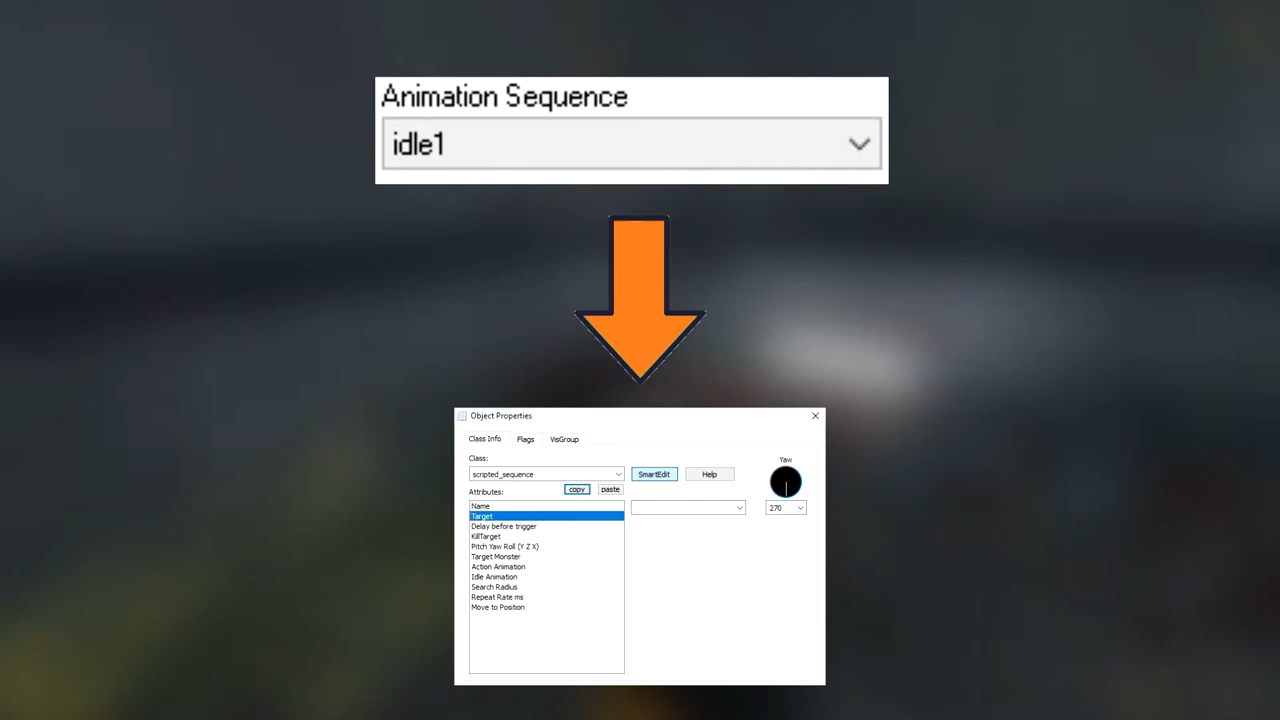 Animation Sequence
idle1
Object Properties
Class Info Flags VisGroup
Class:
scripted_sequence SmartEdit Help
Yaw
Attributes: copy paste
270
Name
Target
Delay before trigger
KillTarget
Pitch Yaw Roll (Y Z X)
Target Monster
Action Animation
Idle Animation
Search Radius
Repeat Rate ms
Move to Position